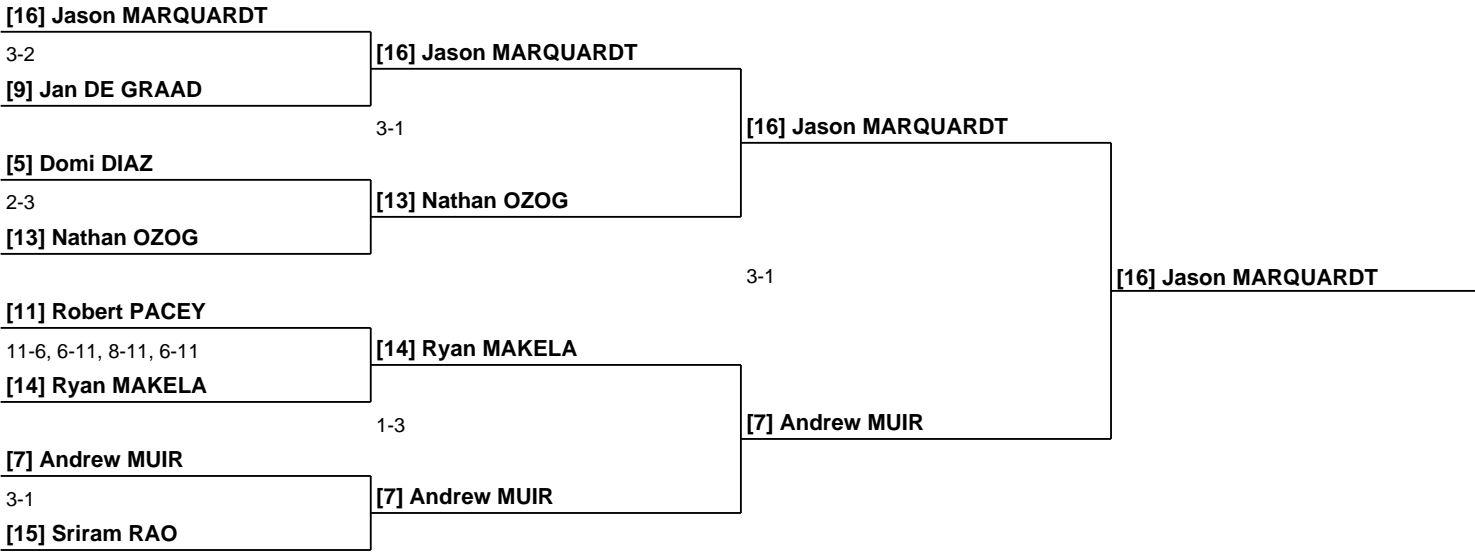 [16] Jason MARQUARDT
3-2
[9] Jan DE GRAAD
[5] Domi DIAZ
2-3
[13] Nathan OZOG
[11] Robert PACEY
11-6, 6-11, 8-11, 6-11
[14] Ryan MAKELA
[7] Andrew MUIR
3-1
[15] Sriram RAO
[16] Jason MARQUARDT
3-1
[13] Nathan OZOG
[14] Ryan MAKELA
1-3
[7] Andrew MUIR
[16] Jason MARQUARDT
3-1
[7] Andrew MUIR
[16] Jason MARQUARDT